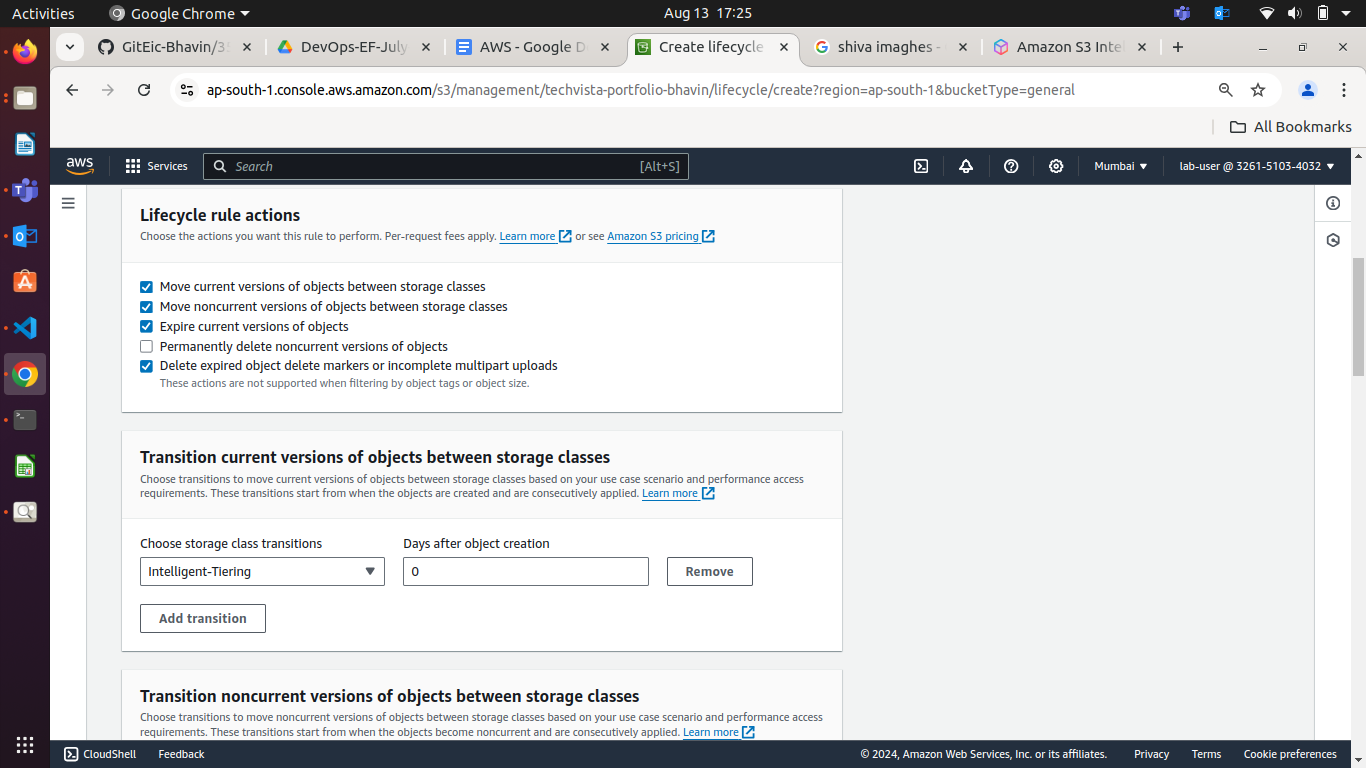 Activities
Google Chrome
Aug 13 17:25
GitEic-Bhavin/3
DevOps-EF-July
AWS - Google D
Create lifecycle
shiva imaghes -
Amazon S3 Intel
ap-south-1.console.aws.amazon.com/s3/management/techvista-portfolio-bhavin/lifecycle/create?region=ap-south-1&bucketType=general
All Bookmarks
aws
Services
Search
[Alt+S]
Mumbai
lab-user @ 3261-5103-4032
Lifecycle rule actions
Choose the actions you want this rule to perform. Per-request fees apply. Learn more or see Amazon S3 pricing
Move current versions of objects between storage classes
Move noncurrent versions of objects between storage classes
Expire current versions of objects
Permanently delete noncurrent versions of objects
Delete expired object delete markers or incomplete multipart uploads
These actions are not supported when filtering by object tags or object size.
Transition current versions of objects between storage classes
Choose transitions to move current versions of objects between storage classes based on your use case scenario and performance access
requirements. These transitions start from when the objects are created and are consecutively applied. Learn more
Choose storage class transitions
Days after object creation
Intelligent-Tiering
0
Remove
Add transition
Transition noncurrent versions of objects between storage classes
Choose transitions to move noncurrent versions of objects between storage classes based on your use case scenario and performance access
requirements. These transitions start from when the objects become noncurrent and are consecutively applied. Learn more
CloudShell
Feedback
© 2024, Amazon Web Services, Inc. or its affiliates.
Privacy
Terms
Cookie preferences